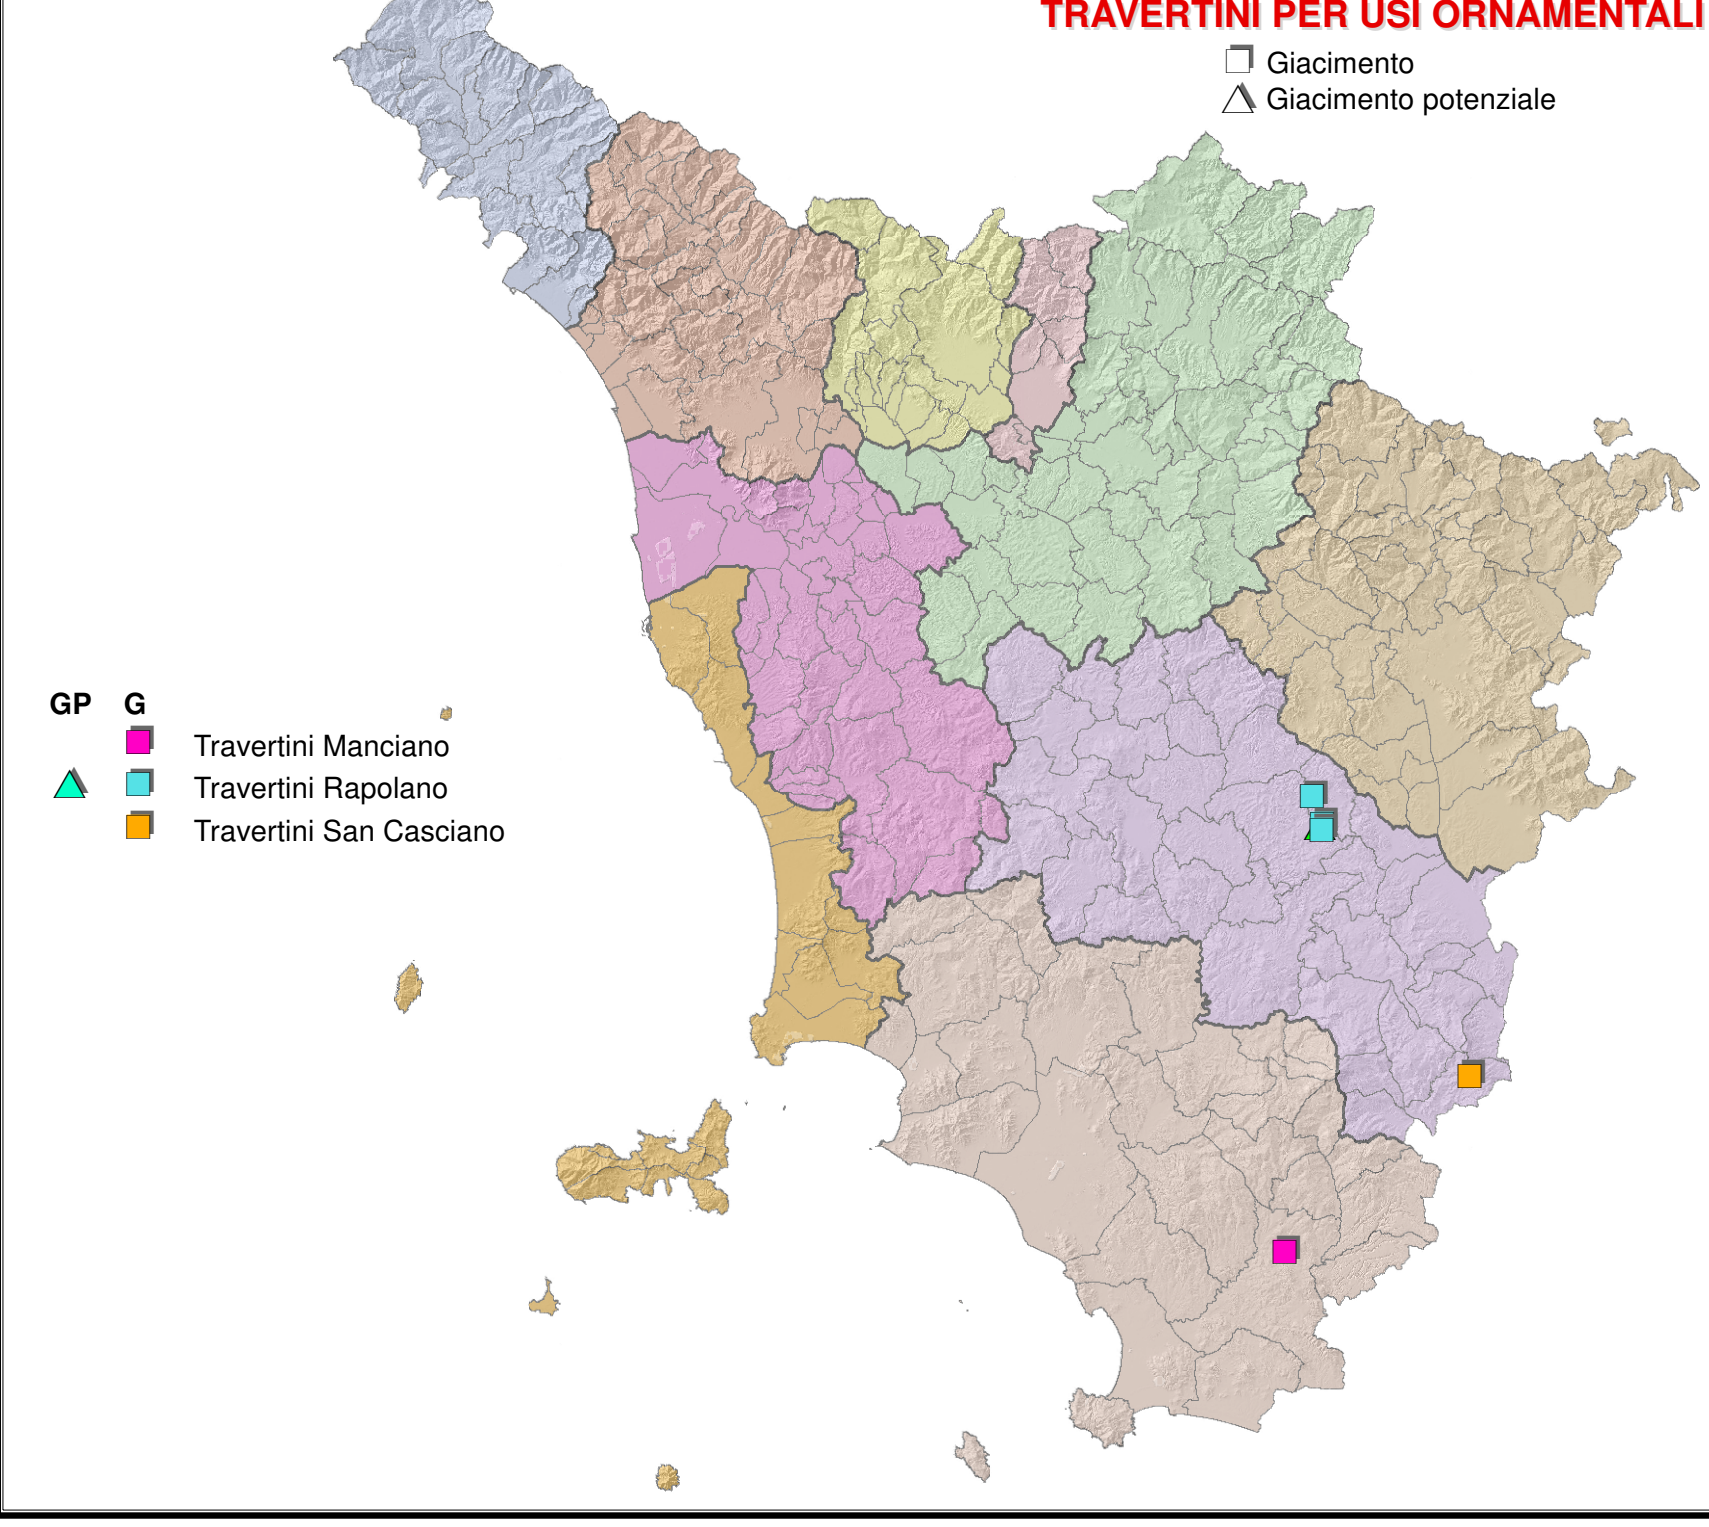 TRAVERTINI PER USI ORNAMENTALI
Giacimento
Giacimento potenziale
GP G
Travertini Manciano
Travertini Rapolano
Travertini San Casciano